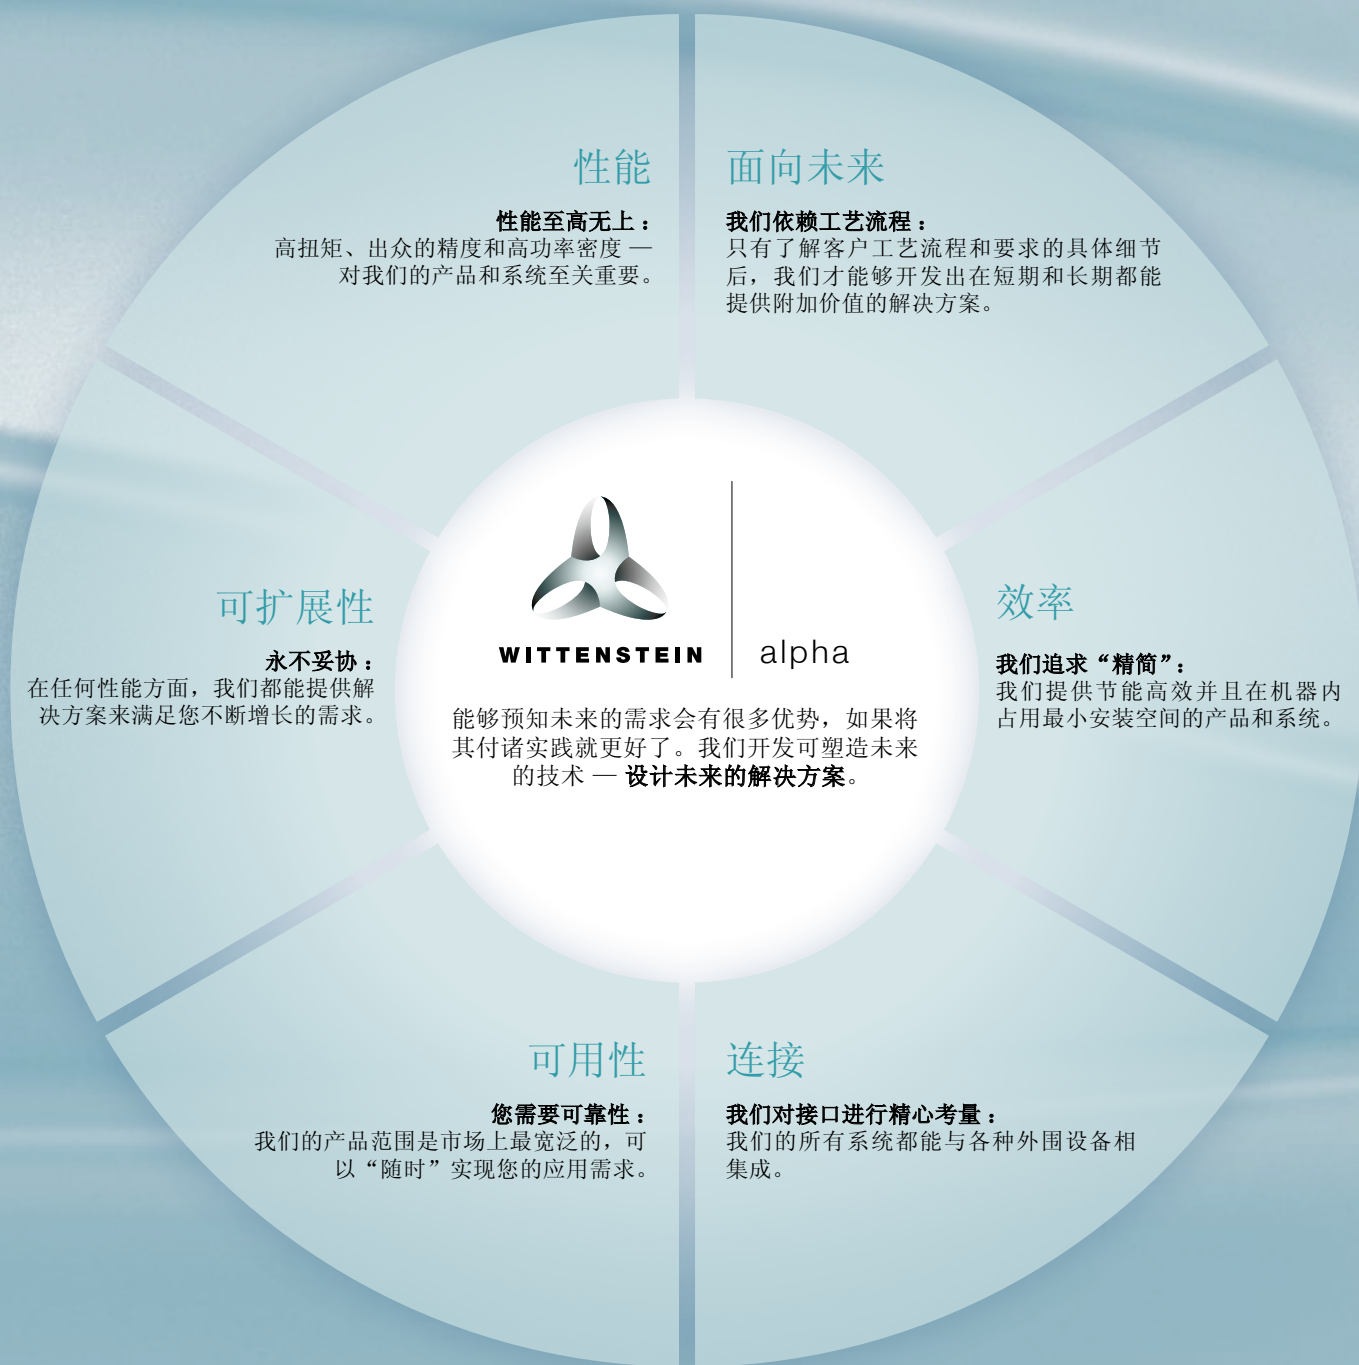 性能
性能至高无上：
高扭矩、出众的精度和高功率密度 —
对我们的产品和系统至关重要。
面向未来
我们依赖工艺流程：
只有了解客户工艺流程和要求的具体细节
后，我们才能够开发出在短期和长期都能
提供附加价值的解决方案。
可扩展性
永不妥协：
在任何性能方面，我们都能提供解
决方案来满足您不断增长的需求。
WITTENSTEIN
alpha
能够预知未来的需求会有很多优势，如果将
其付诸实践就更好了。我们开发可塑造未来
的技术 — 设计未来的解决方案。
效率
我们追求“精简”：
我们提供节能高效并且在机器内
占用最小安装空间的产品和系统。
可用性
您需要可靠性：
我们的产品范围是市场上最宽泛的，可
以“随时”实现您的应用需求。
连接
我们对接口进行精心考量：
我们的所有系统都能与各种外围设备相
集成。